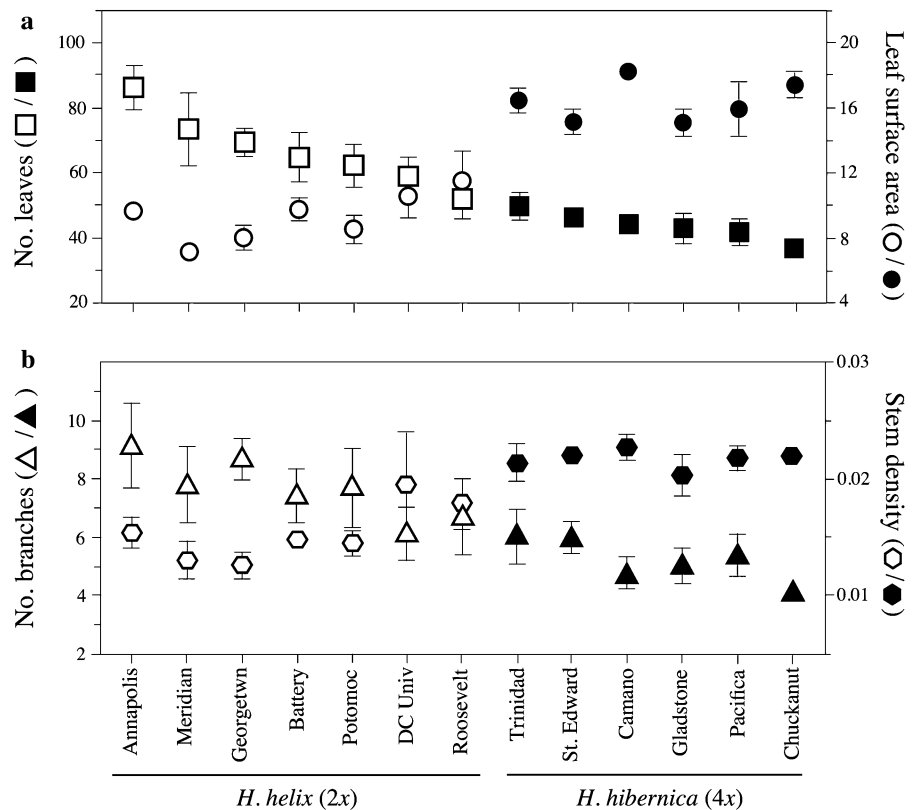 a
No. leaves (□/■)
100
80
60
40
20
20
16
12
8
4
Leaf surface area (○/●)
b
No. branches (△/▲)
10
8
6
4
2
0.03
0.02
0.01
Stem density (⬡/⬢)
Annapolis
Meridian
Georgetwn
Battery
Potomoc
DC Univ
Roosevelt
Trinidad
St. Edward
Camano
Gladstone
Pacifica
Chuckanut
H. helix (2x)
H. hibernica (4x)